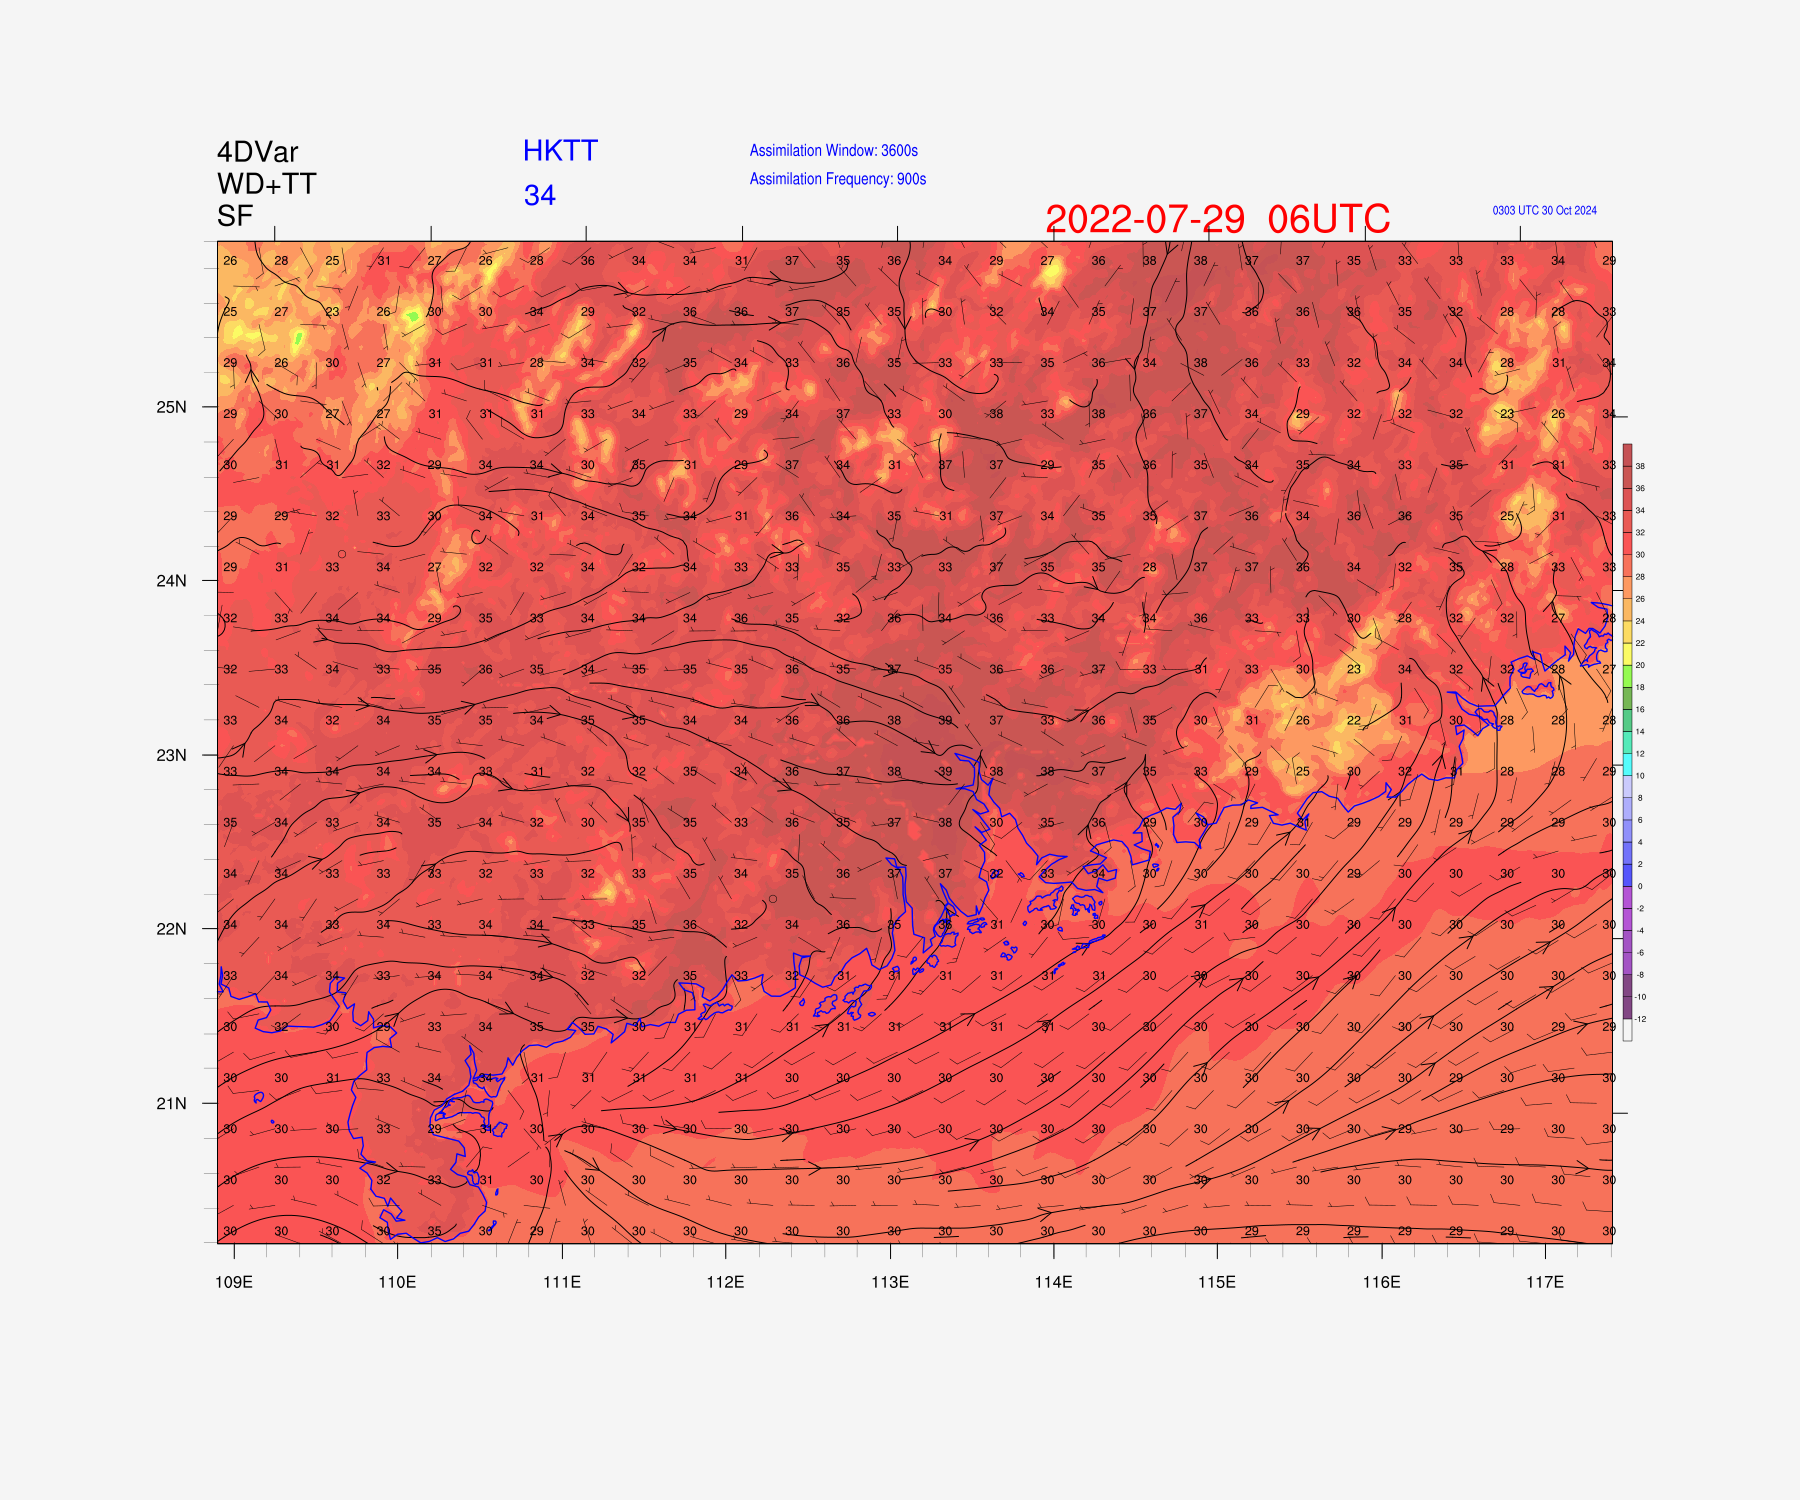 4DVar
HKTT
Assimilation Window: 3600s
WD+TT
34
Assimilation Frequency: 900s
SF
2022-07-29 06UTC
0303 UTC 30 Oct 2024
26 28 25 31 27 26 28 36 34 34 31 37 35 36 34 29 27 36 38 38 37 37 35 33 33 33 34 29
25 27 23 26 30 30 34 29 32 36 36 37 35 35 30 32 34 35 37 37 36 36 36 35 32 28 28 33
29 26 30 27 31 31 28 34 32 35 34 33 36 35 33 33 35 36 34 38 36 33 32 34 34 28 31 34
25N
29 30 27 27 31 31 31 33 34 33 29 34 37 33 30 38 33 38 36 37 34 29 32 32 32 23 26 34
30 31 31 32 29 34 34 30 35 31 29 37 34 31 37 37 29 35 36 35 34 35 34 33 35 31 31 33
29 29 32 33 30 34 31 34 35 34 31 36 34 35 31 37 34 35 35 37 36 34 36 36 35 25 31 33
24N
29 31 33 34 27 32 32 34 32 34 33 33 35 33 33 37 35 35 28 37 37 36 34 32 35 28 33 33
32 33 34 34 29 35 33 34 34 34 36 35 32 36 34 36 33 34 34 36 33 33 30 28 32 32 27 28
32 33 34 33 35 36 35 34 35 35 35 36 35 37 35 36 36 37 33 31 33 30 23 34 32 32 28 27
33 34 32 34 35 35 34 35 35 34 34 36 36 38 39 37 33 36 35 30 31 26 22 31 30 28 28 28
23N
33 34 34 34 34 33 31 32 32 35 34 36 37 38 39 38 38 37 35 33 29 25 30 32 31 28 28 29
35 34 33 34 35 34 32 30 35 35 33 36 35 37 38 30 35 36 29 30 29 31 29 29 29 29 29 30
34 34 33 33 33 32 33 32 33 35 34 35 36 37 37 32 33 34 30 30 30 30 29 30 30 30 30 30
22N
34 34 33 34 33 33 34 33 35 36 32 34 36 35 35 31 30 30 30 31 30 30 30 30 30 30 30 30
33 34 34 33 34 34 34 32 32 35 33 32 31 31 31 31 31 31 30 30 30 30 30 30 30 30 30 30
30 32 30 29 33 34 35 35 30 31 31 31 31 31 31 31 31 30 30 30 30 30 30 30 30 30 29 29
30 30 31 33 34 34 31 31 31 31 31 30 30 30 30 30 30 30 30 30 30 30 30 30 29 30 30 30
21N
30 30 30 33 29 31 30 30 30 30 30 30 30 30 30 30 30 30 30 30 30 30 30 29 30 29 30 30
30 30 30 32 33 31 30 30 30 30 30 30 30 30 30 30 30 30 30 30 30 30 30 30 30 30 30 30
30 30 30 30 35 30 29 30 30 30 30 30 30 30 30 30 30 30 30 30 29 29 29 29 29 29 30 30
109E 110E 111E 112E 113E 114E 115E 116E 117E
38
36
34
32
30
28
26
24
22
20
18
16
14
12
10
8
6
4
2
0
-2
-4
-6
-8
-10
-12